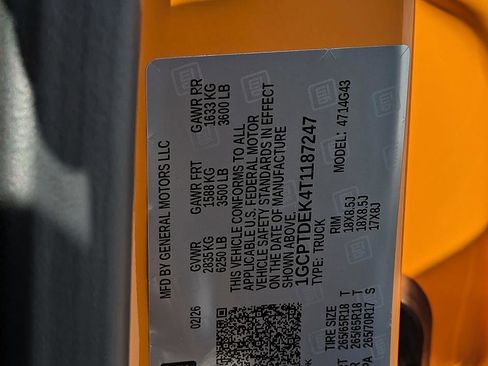 MFD BY GENERAL MOTORS LLC
02/26 GVWR GAWR FRT GAWR RR
2835 KG 1588 KG 1633 KG
6250 LB 3500 LB 3600 LB
THIS VEHICLE CONFORMS TO ALL
APPLICABLE U.S. FEDERAL MOTOR
VEHICLE SAFETY STANDARDS IN EFFECT
ON THE DATE OF MANUFACTURE
SHOWN ABOVE.
1GCPTDEK4T1187247
TYPE: TRUCK MODEL: 4714G43
TIRE SIZE RIM
265/65R18 T 18X8.5J
265/65R18 T 18X8.5J
265/70R17 S 17X8J